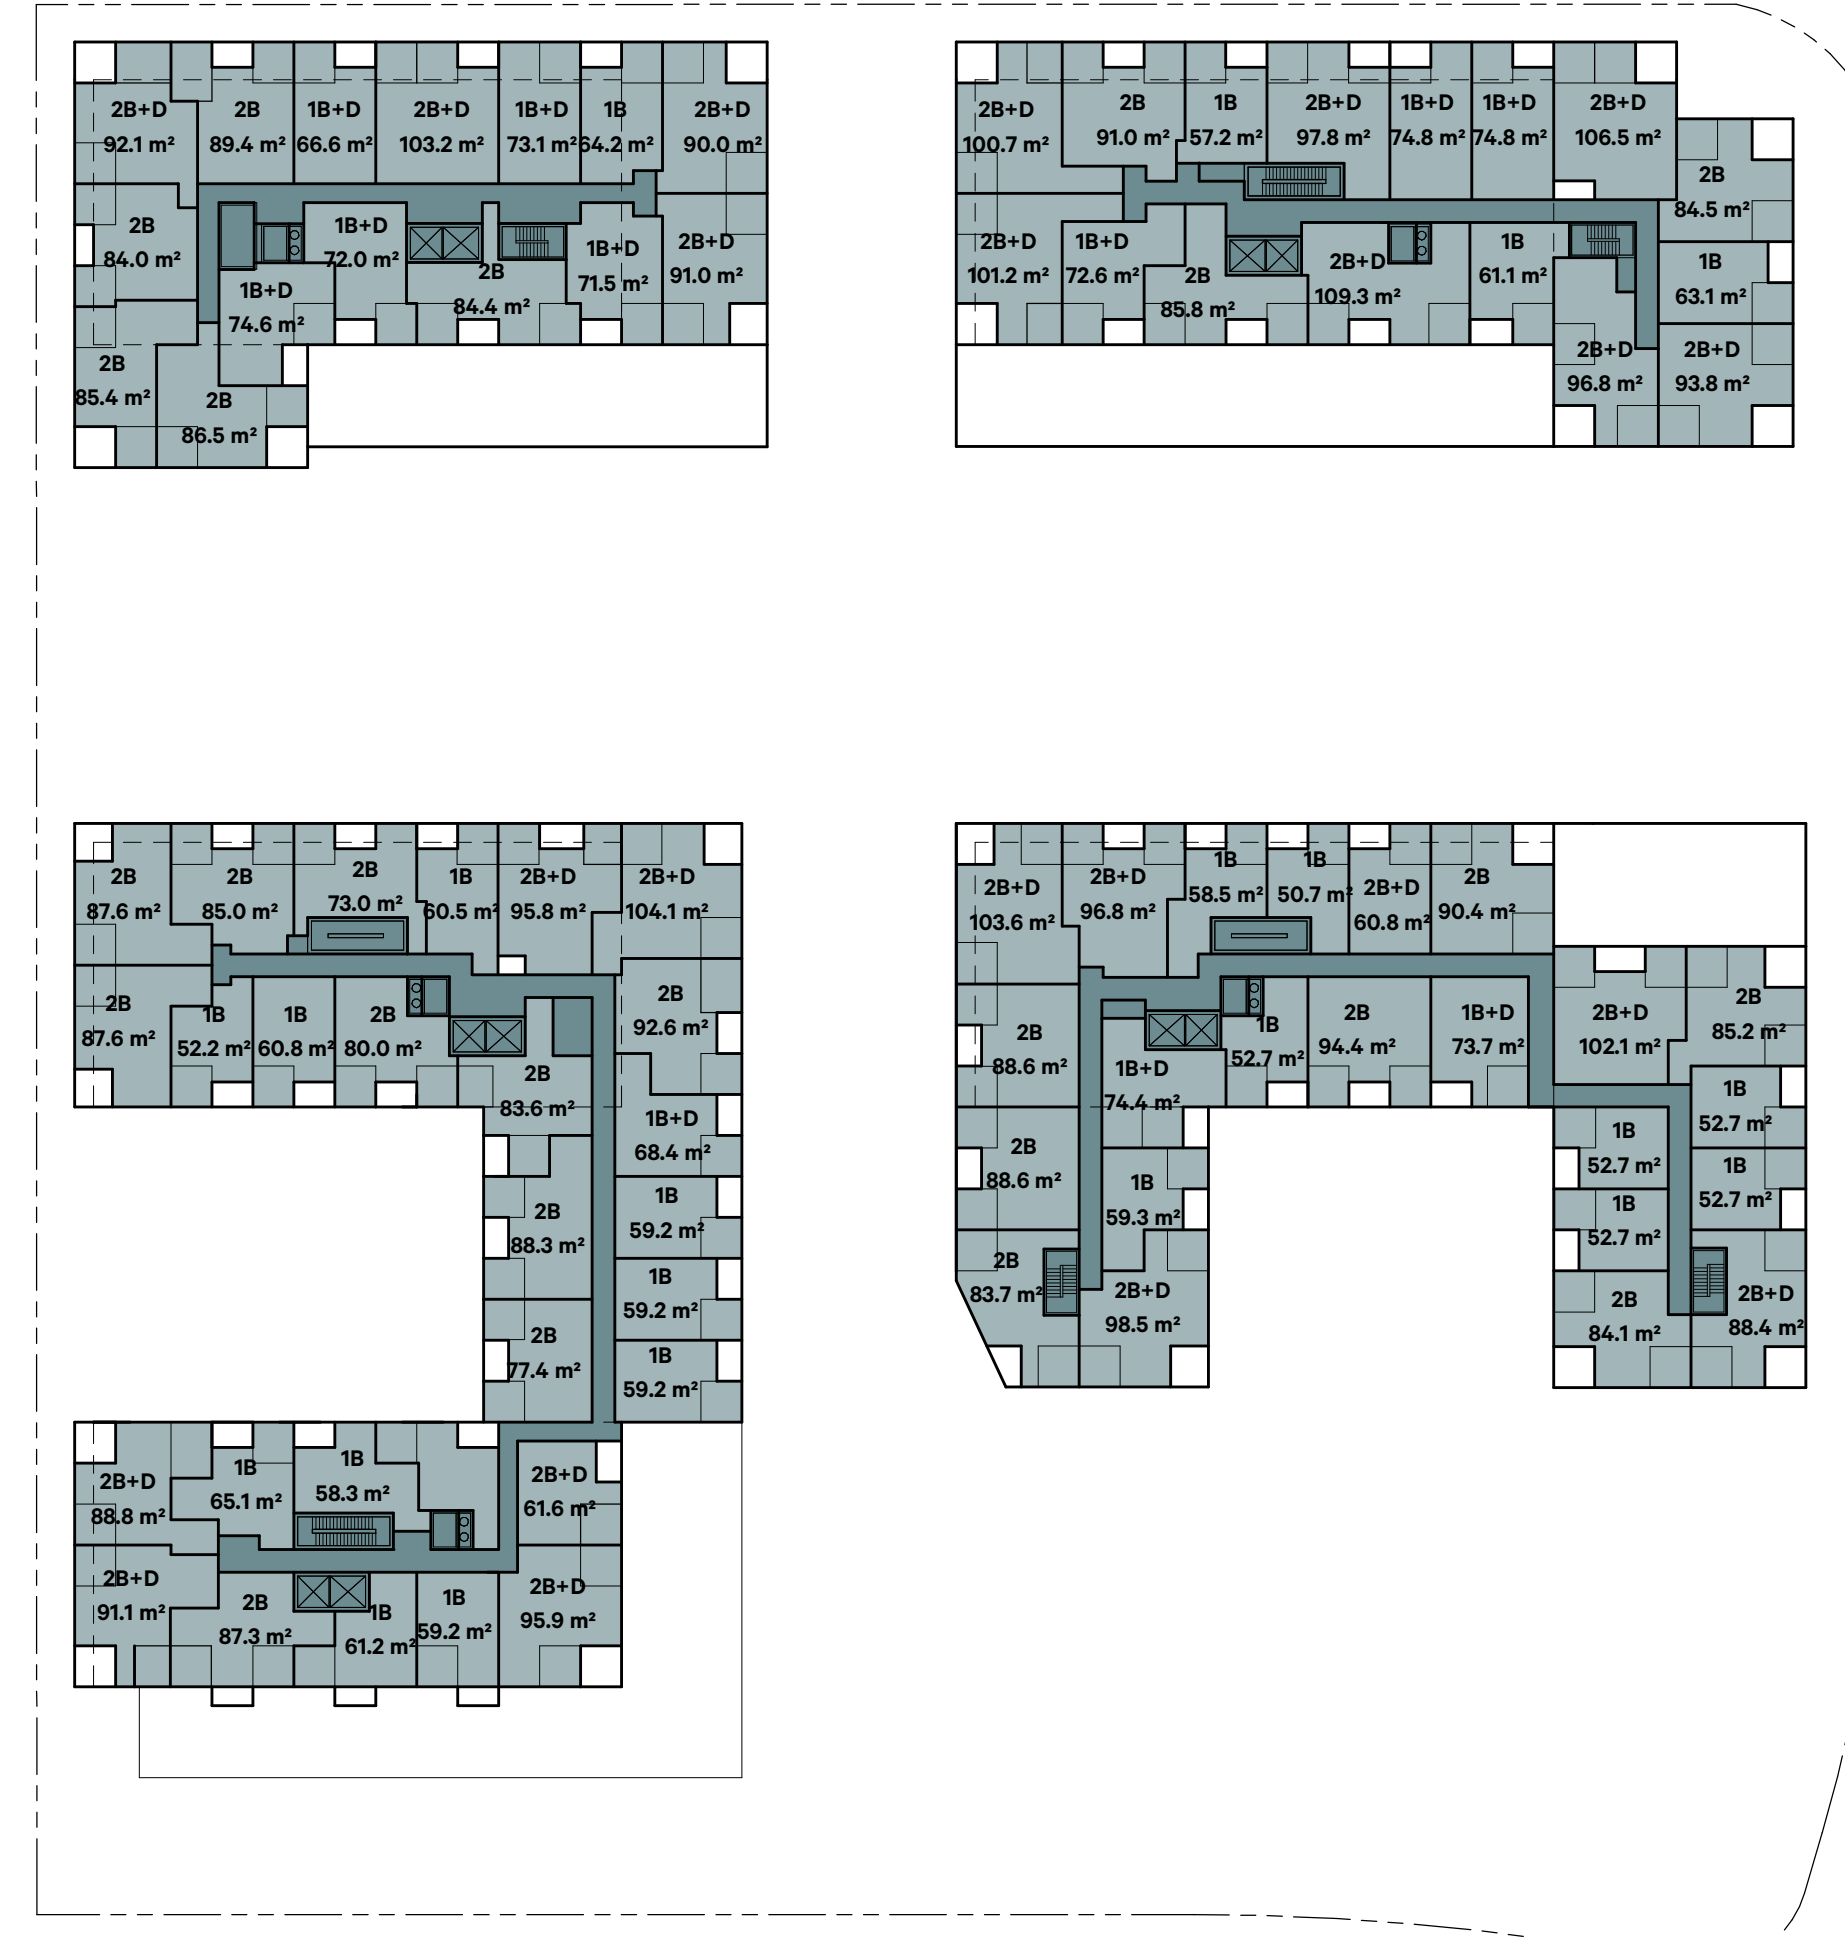 2B+D
92.1 m²
2B
89.4 m²
1B+D
66.6 m²
2B+D
103.2 m²
1B+D
73.1 m²
1B
64.2 m²
2B+D
90.0 m²
2B
84.0 m²
1B+D
72.0 m²
2B
84.4 m²
1B+D
71.5 m²
2B+D
91.0 m²
1B+D
74.6 m²
2B
85.4 m²
2B
86.5 m²
2B+D
100.7 m²
2B
91.0 m²
1B
57.2 m²
2B+D
97.8 m²
1B+D
74.8 m²
1B+D
74.8 m²
2B+D
106.5 m²
2B
84.5 m²
2B+D
101.2 m²
1B+D
72.6 m²
2B
85.8 m²
2B+D
109.3 m²
1B
61.1 m²
1B
63.1 m²
2B+D
96.8 m²
2B+D
93.8 m²
2B
87.6 m²
2B
85.0 m²
2B
73.0 m²
1B
60.5 m²
2B+D
95.8 m²
2B+D
104.1 m²
2B
87.6 m²
1B
52.2 m²
1B
60.8 m²
2B
80.0 m²
2B
83.6 m²
2B
92.6 m²
1B+D
68.4 m²
2B
88.3 m²
1B
59.2 m²
1B
59.2 m²
2B
77.4 m²
1B
59.2 m²
2B+D
88.8 m²
1B
65.1 m²
1B
58.3 m²
2B+D
61.6 m²
2B+D
91.1 m²
2B
87.3 m²
1B
61.2 m²
1B
59.2 m²
2B+D
95.9 m²
2B+D
103.6 m²
2B+D
96.8 m²
1B
58.5 m²
1B
50.7 m²
2B+D
60.8 m²
2B
90.4 m²
2B
88.6 m²
1B+D
74.4 m²
1B
52.7 m²
2B
94.4 m²
1B+D
73.7 m²
2B+D
102.1 m²
2B
85.2 m²
2B
88.6 m²
1B
59.3 m²
1B
52.7 m²
1B
52.7 m²
1B
52.7 m²
1B
52.7 m²
2B
83.7 m²
2B+D
98.5 m²
2B
84.1 m²
2B+D
88.4 m²